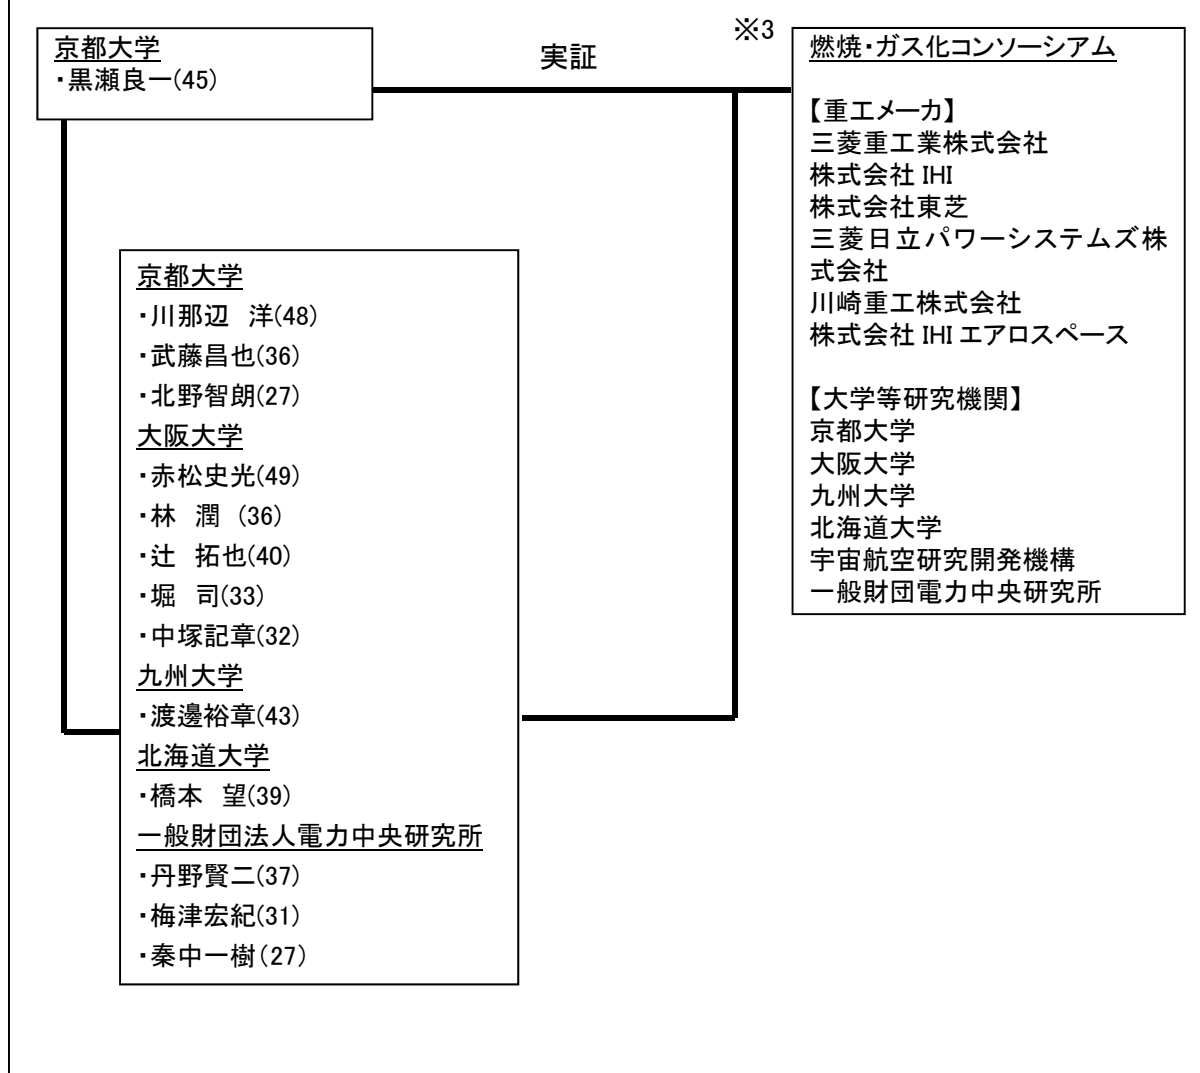 京都大学
・黒瀬良一(45)
実証
※3
燃焼・ガス化コンソーシアム
【重工メーカ】
三菱重工業株式会社
株式会社 IHI
株式会社東芝
三菱日立パワーシステムズ株
式会社
川崎重工株式会社
株式会社 IHI エアロスペース
【大学等研究機関】
京都大学
大阪大学
九州大学
北海道大学
宇宙航空研究開発機構
一般財団電力中央研究所
京都大学
・川那辺　洋(48)
・武藤昌也(36)
・北野智朗(27)
大阪大学
・赤松史光(49)
・林　潤　(36)
・辻　拓也(40)
・堀　司(33)
・中塚記章(32)
九州大学
・渡邊裕章(43)
北海道大学
・橋本　望(39)
一般財団法人電力中央研究所
・丹野賢二(37)
・梅津宏紀(31)
・秦中一樹(27)